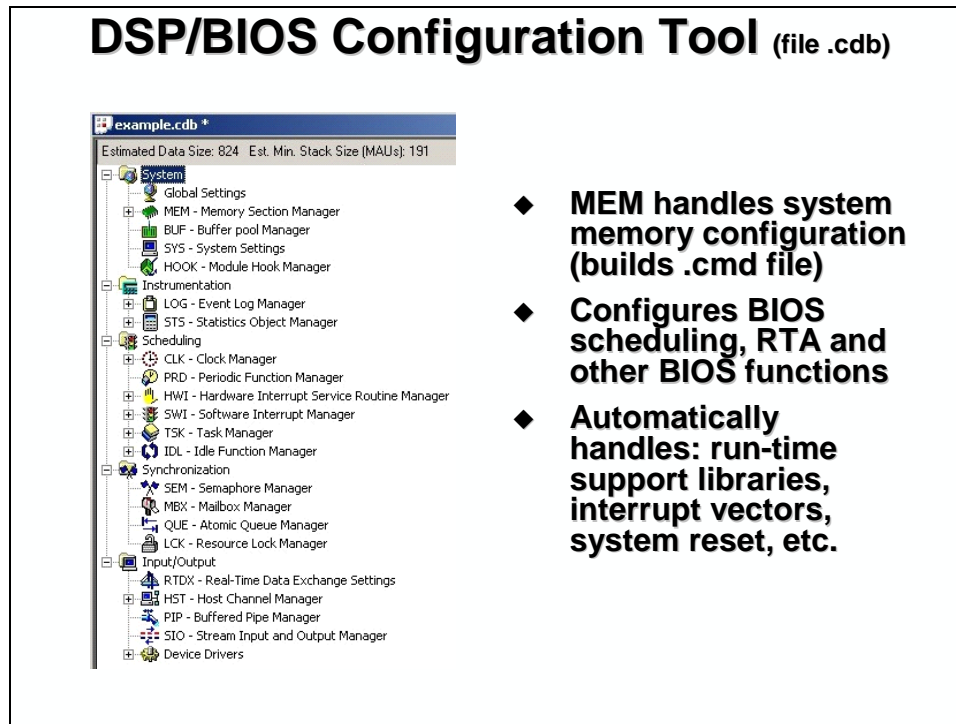 DSP/BIOS Configuration Tool (file .cdb)
example.cdb *
Estimated Data Size: 824 Est. Min. Stack Size (MAUs): 191
System
Global Settings
MEM - Memory Section Manager
BUF - Buffer pool Manager
SYS - System Settings
HOOK - Module Hook Manager
Instrumentation
LOG - Event Log Manager
STS - Statistics Object Manager
Scheduling
CLK - Clock Manager
PRD - Periodic Function Manager
HWI - Hardware Interrupt Service Routine Manager
SWI - Software Interrupt Manager
TSK - Task Manager
IDL - Idle Function Manager
Synchronization
SEM - Semaphore Manager
MBX - Mailbox Manager
QUE - Atomic Queue Manager
LCK - Resource Lock Manager
Input/Output
RTDX - Real-Time Data Exchange Settings
HST - Host Channel Manager
PIP - Buffered Pipe Manager
SIO - Stream Input and Output Manager
Device Drivers
◆ MEM handles system
memory configuration
(builds .cmd file)
◆ Configures BIOS
scheduling, RTA and
other BIOS functions
◆ Automatically
handles: run-time
support libraries,
interrupt vectors,
system reset, etc.